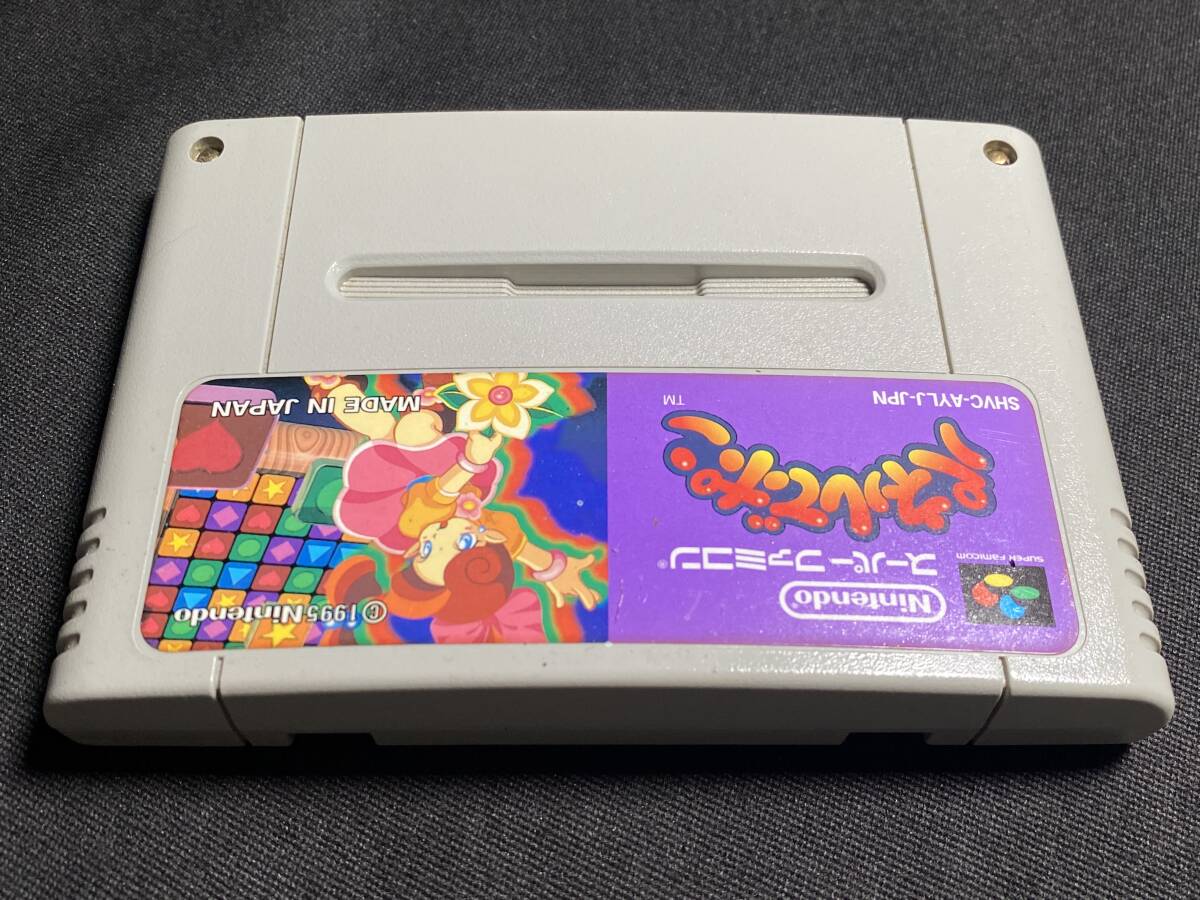 Nintendo®
SUPER FAMICOM
スーパーファミコン®
パネルでポン
TM
SHVC-AYLJ-JPN
© 1995 Nintendo
MADE IN JAPAN